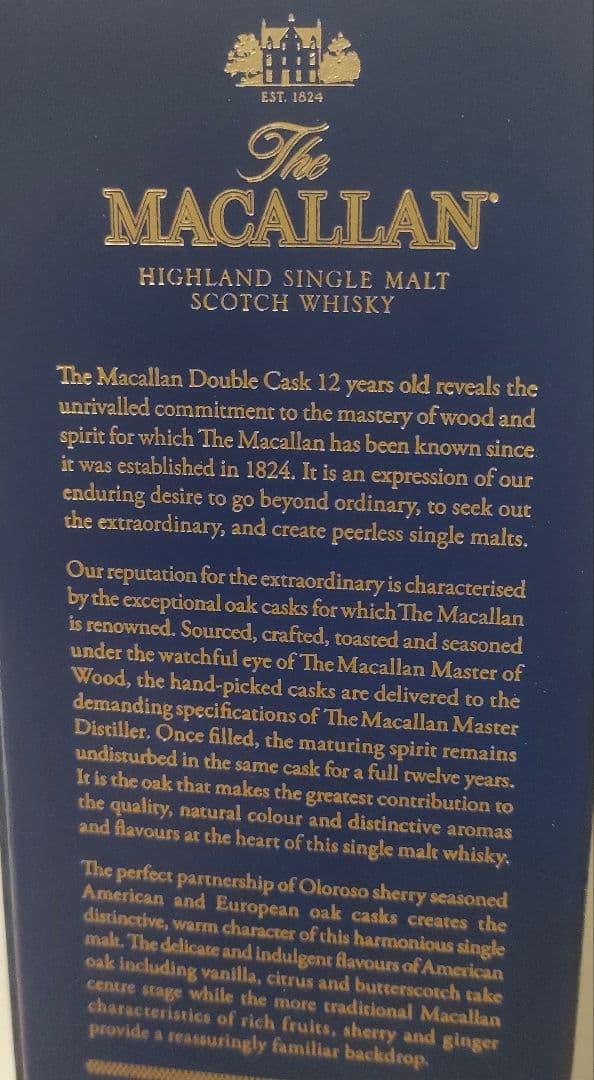 EST. 1824
The
MACALLAN
HIGHLAND SINGLE MALT
SCOTCH WHISKY
The Macallan Double Cask 12 years old reveals the
unrivalled commitment to the mastery of wood and
spirit for which The Macallan has been known since
it was established in 1824. It is an expression of our
enduring desire to go beyond ordinary, to seek out
the extraordinary, and create peerless single malts.
Our reputation for the extraordinary is characterised
by the exceptional oak casks for which The Macallan
is renowned. Sourced, crafted, toasted and seasoned
under the watchful eye of The Macallan Master of
Wood, the hand-picked casks are delivered to the
demanding specifications of The Macallan Master
Distiller. Once filled, the maturing spirit remains
undisturbed in the same cask for a full twelve years.
It is the oak that makes the greatest contribution to
the quality, natural colour and distinctive aromas
and flavours at the heart of this single malt whisky.
The perfect partnership of Oloroso sherry seasoned
American and European oak casks creates the
distinctive, warm character of this harmonious single
malt. The delicate and indulgent flavours of American
oak including vanilla, citrus and butterscotch take
centre stage while the more traditional Macallan
characteristics of rich fruits, sherry and ginger
provide a reassuringly familiar backdrop.